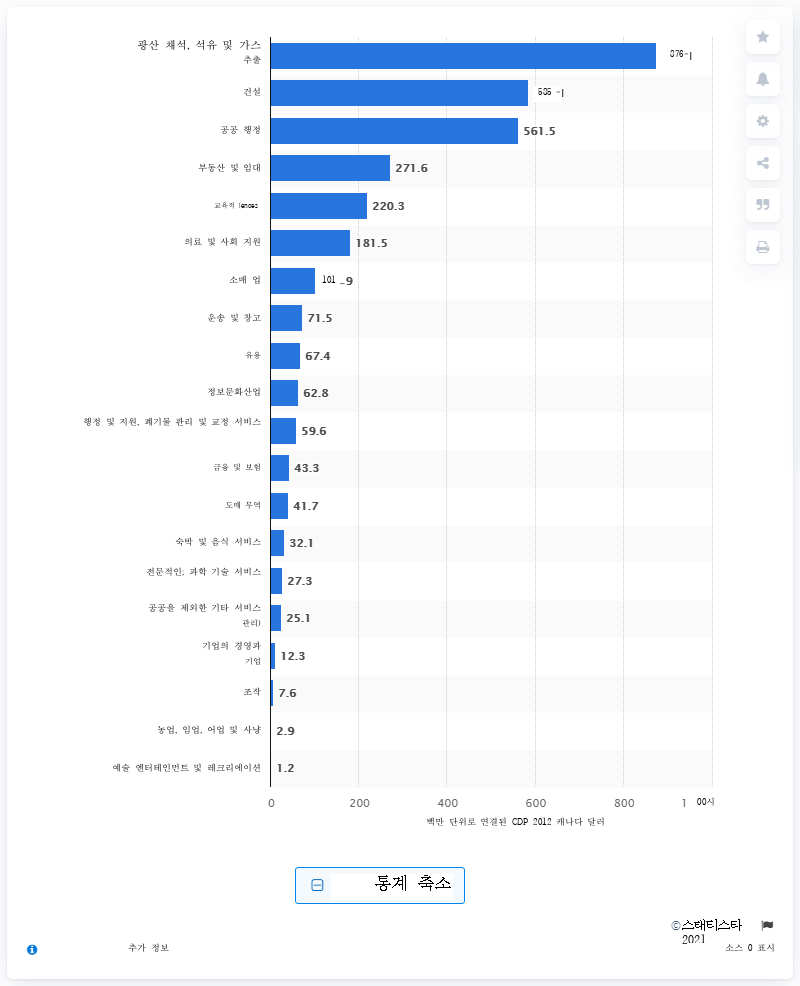 광산 채석, 석유 및 가스
추출
876-
건설
585 -
공공 행정
561.5
부동산 및 임대
271.6
교육적 iences
220.3
의료 및 사회 지원
181.5
소매 업
101 -9
운송 및 창고
71.5
유용
67.4
정보문화산업
62.8
행정 및 지원, 폐기물 관리 및 교정 서비스
59.6
금융 및 보험
43.3
도매 무역
41.7
숙박 및 음식 서비스
32.1
전문적인; 과학 기술 서비스
27.3
공공을 제외한 기타 서비스
관리)
25.1
기업의 경영과
기업
12.3
조작
7.6
농업, 임업, 어업 및 사냥
2.9
예술 엔터테인먼트 및 레크리에이션
1.2
0 200 400 600 800 1 00시
백만 단위로 연결된 CDP 2012 캐나다 달러
통계 축소
©스태티스타
2021
추가 정보
소스 0 표시